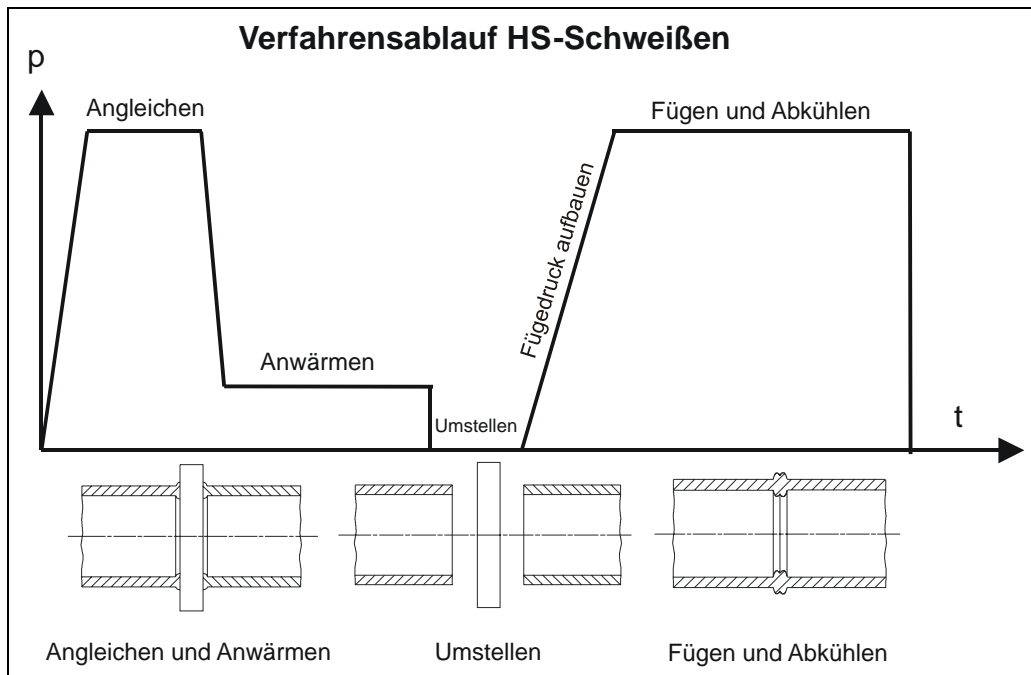 Verfahrensablauf HS-Schweißen
p
Angleichen
Fügen und Abkühlen
Fügedruck aufbauen
Anwärmen
Umstellen
t
Angleichen und Anwärmen
Umstellen
Fügen und Abkühlen